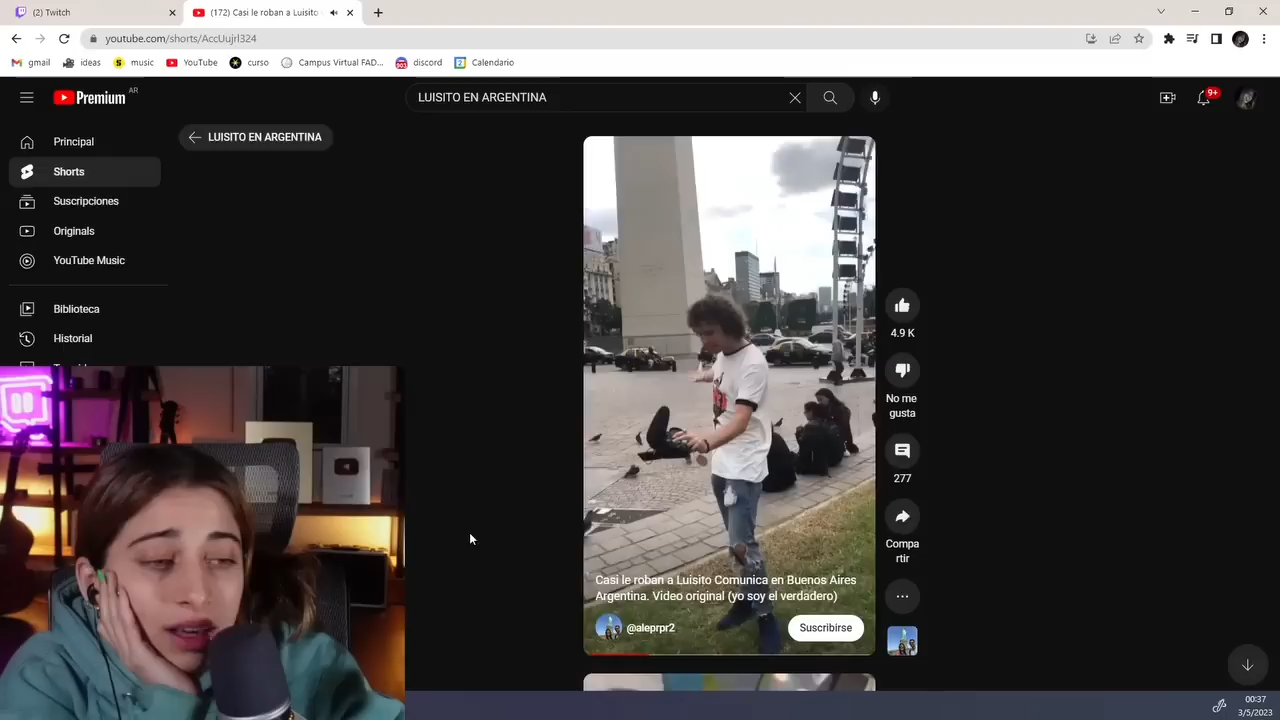 (2) Twitch
(172) Casi le roban a Luisito
youtube.com/shorts/AccUujrl324
gmail
ideas
music
YouTube
curso
Campus Virtual FAD...
discord
Calendario
Premium AR
LUISITO EN ARGENTINA
9+
Principal
LUISITO EN ARGENTINA
Shorts
Suscripciones
Originals
YouTube Music
Biblioteca
Historial
4.9 K
No me
gusta
277
Compa
rtir
Casi le roban a Luisito Comunica en Buenos Aires
Argentina. Video original (yo soy el verdadero)
@aleprpr2
Suscribirse
00:37
3/5/2023